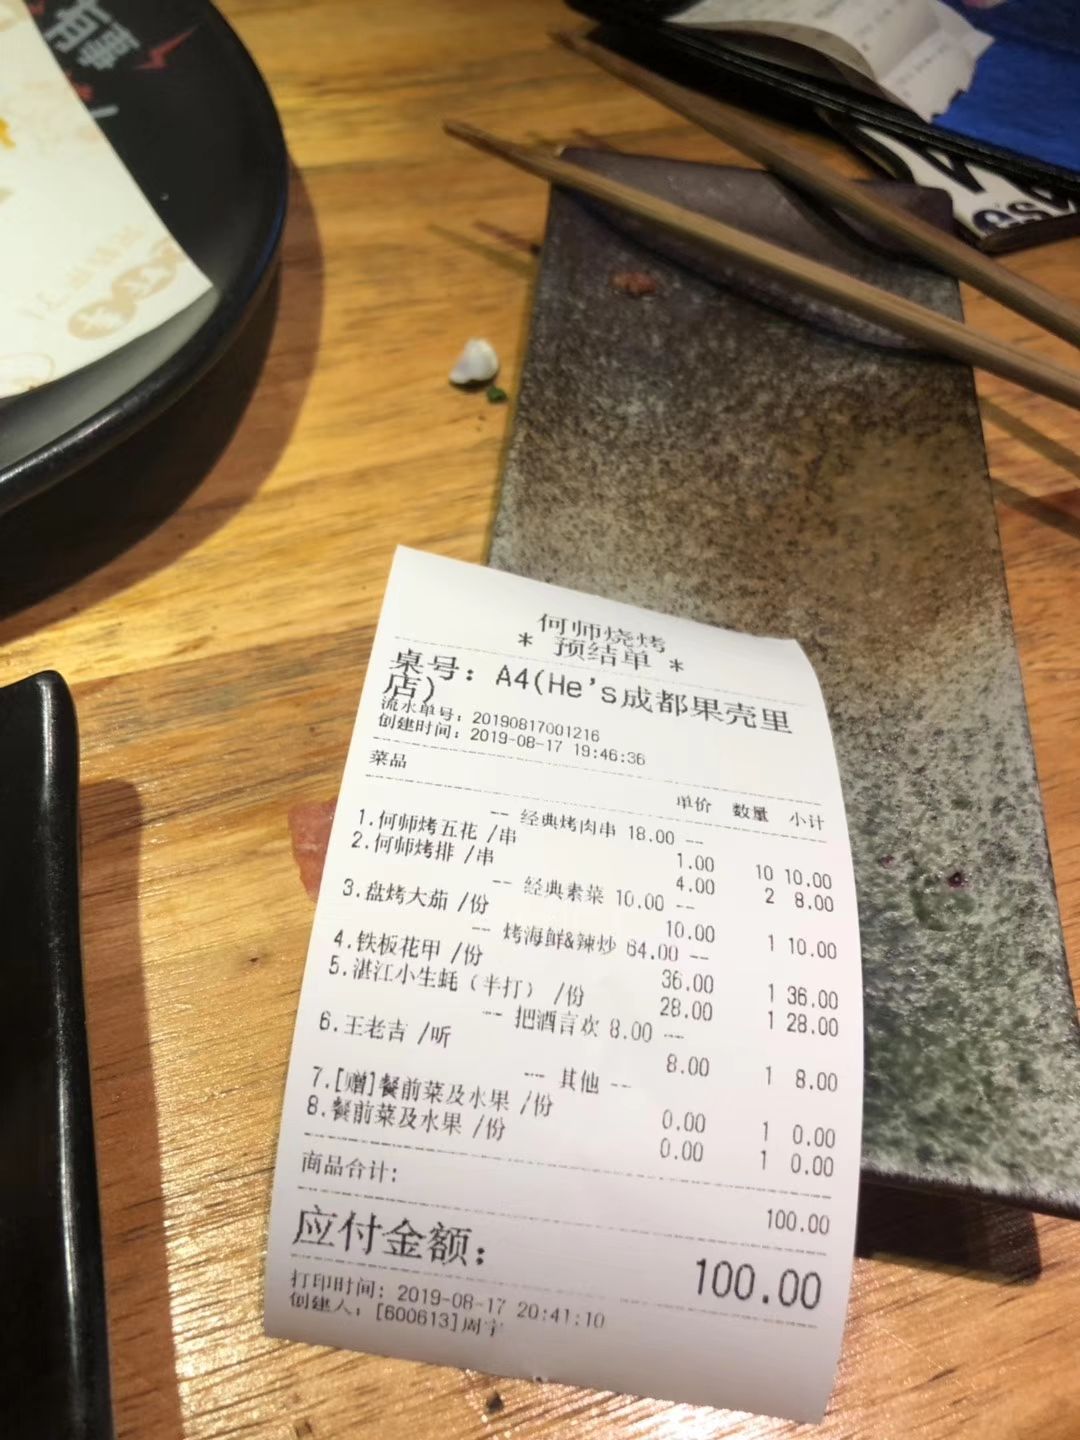 有事
何师烧烤
* 预结单 *
桌号：A4(He's成都果壳里
店)
流水单号：20190817001216
创建时间：2019-08-17 19:46:36
菜品 单价 数量 小计
-- 经典烤肉串 18.00 --
1.何师烤五花 /串 1.00 10 10.00
2.何师烤排 /串 4.00 2 8.00
-- 经典素菜 10.00 --
3.盘烤大茄 /份 10.00 1 10.00
-- 烤海鲜&辣炒 64.00 --
4.铁板花甲 /份 36.00 1 36.00
5.湛江小生蚝（半打） /份 28.00 1 28.00
-- 把酒言欢 8.00 --
6.王老吉 /听 8.00 1 8.00
-- 其他 --
7.[赠]餐前菜及水果 /份 0.00 1 0.00
8.餐前菜及水果 /份 0.00 1 0.00
商品合计： 100.00
应付金额： 100.00
打印时间：2019-08-17 20:41:10
创建人：[600613]周宇